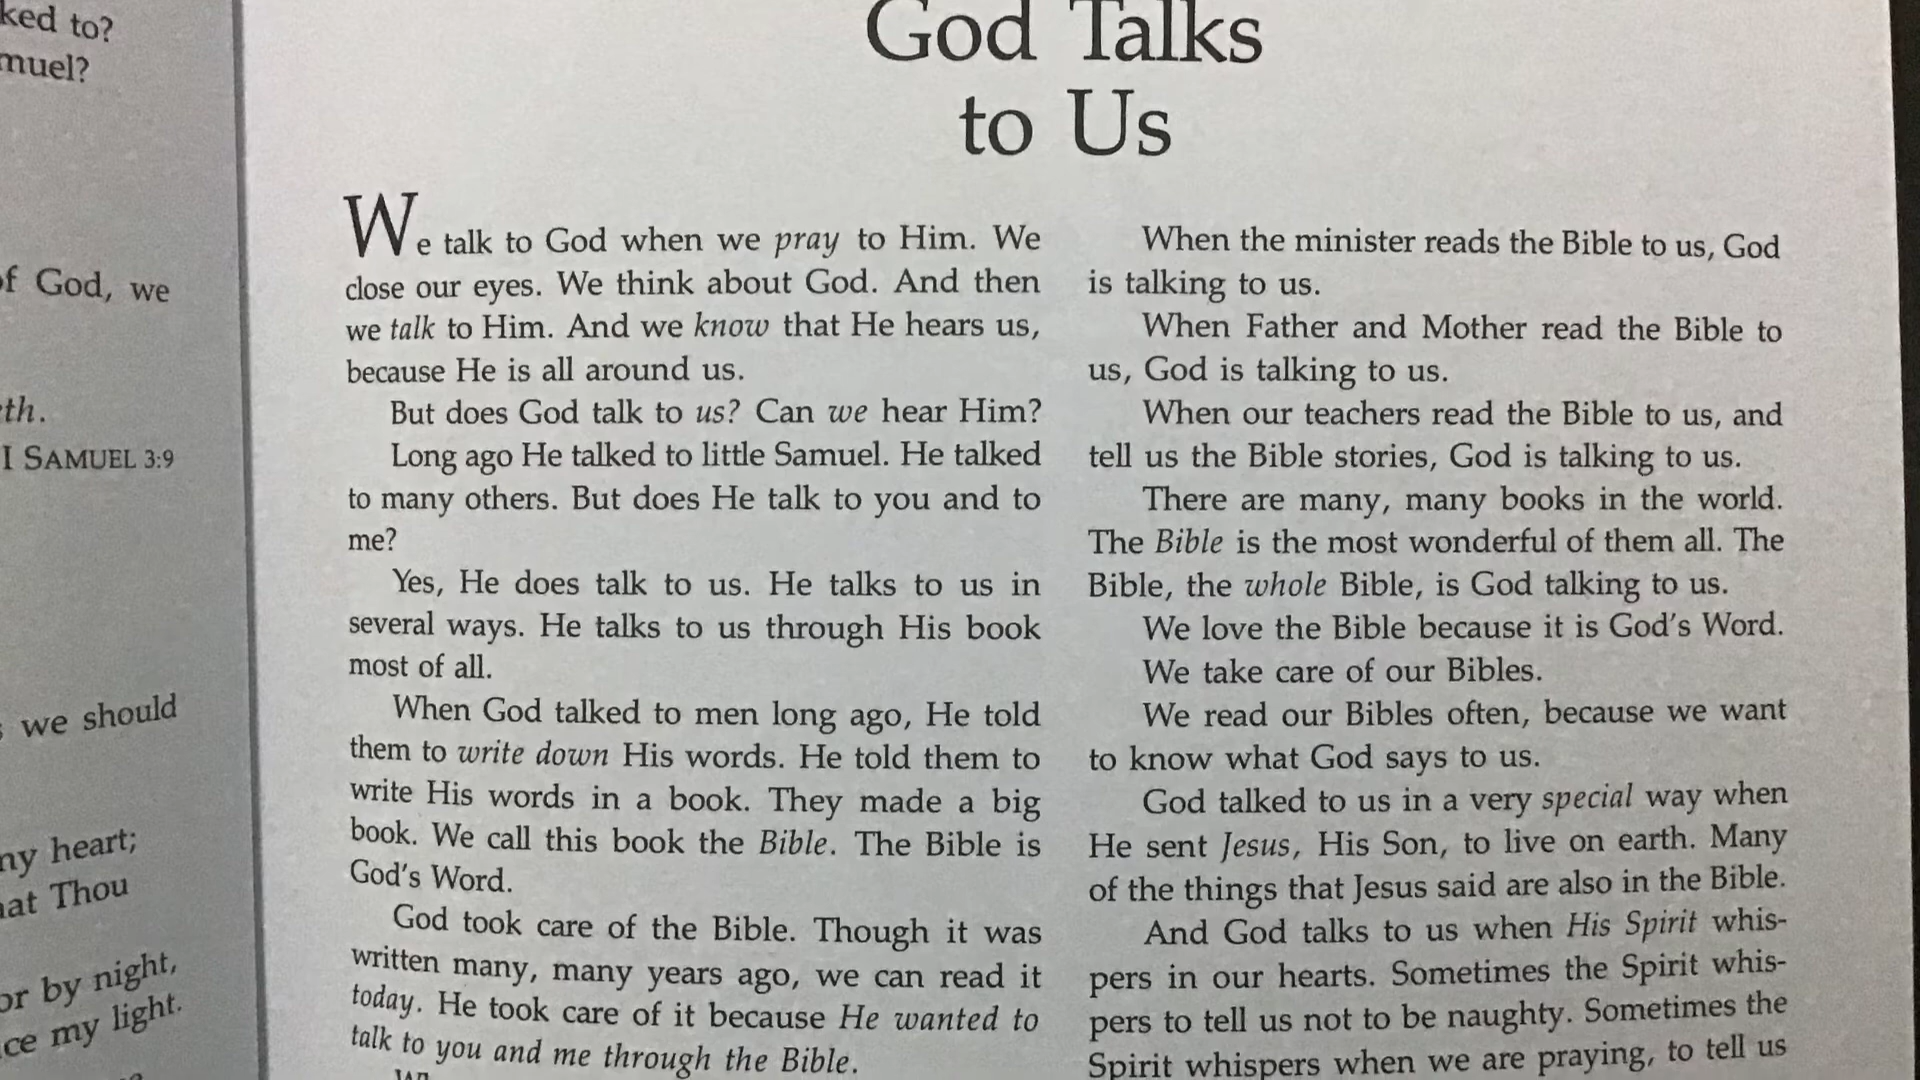 ked to?
muel?
of God, we
th.
I SAMUEL 3:9
we should
my heart;
hat Thou
or by night,
ce my light.
God Talks
to Us
We talk to God when we pray to Him. We
close our eyes. We think about God. And then
we talk to Him. And we know that He hears us,
because He is all around us.
But does God talk to us? Can we hear Him?
Long ago He talked to little Samuel. He talked
to many others. But does He talk to you and to
me?
Yes, He does talk to us. He talks to us in
several ways. He talks to us through His book
most of all.
When God talked to men long ago, He told
them to write down His words. He told them to
write His words in a book. They made a big
book. We call this book the Bible. The Bible is
God's Word.
God took care of the Bible. Though it was
written many, many years ago, we can read it
today. He took care of it because He wanted to
talk to you and me through the Bible.
When the minister reads the Bible to us, God
is talking to us.
When Father and Mother read the Bible to
us, God is talking to us.
When our teachers read the Bible to us, and
tell us the Bible stories, God is talking to us.
There are many, many books in the world.
The Bible is the most wonderful of them all. The
Bible, the whole Bible, is God talking to us.
We love the Bible because it is God's Word.
We take care of our Bibles.
We read our Bibles often, because we want
to know what God says to us.
God talked to us in a very special way when
He sent Jesus, His Son, to live on earth. Many
of the things that Jesus said are also in the Bible.
And God talks to us when His Spirit whis-
pers in our hearts. Sometimes the Spirit whis-
pers to tell us not to be naughty. Sometimes the
Spirit whispers when we are praying, to tell us